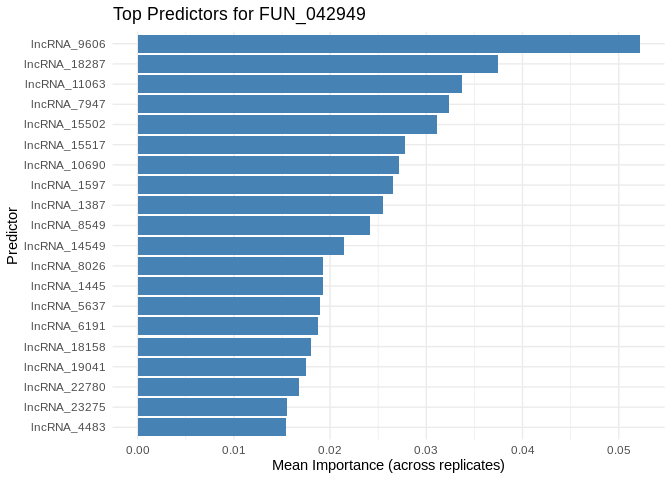 Top Predictors for FUN_042949
Predictor
lncRNA_9606
lncRNA_18287
lncRNA_11063
lncRNA_7947
lncRNA_15502
lncRNA_15517
lncRNA_10690
lncRNA_1597
lncRNA_1387
lncRNA_8549
lncRNA_14549
lncRNA_8026
lncRNA_1445
lncRNA_5637
lncRNA_6191
lncRNA_18158
lncRNA_19041
lncRNA_22780
lncRNA_23275
lncRNA_4483
0.00 0.01 0.02 0.03 0.04 0.05
Mean Importance (across replicates)